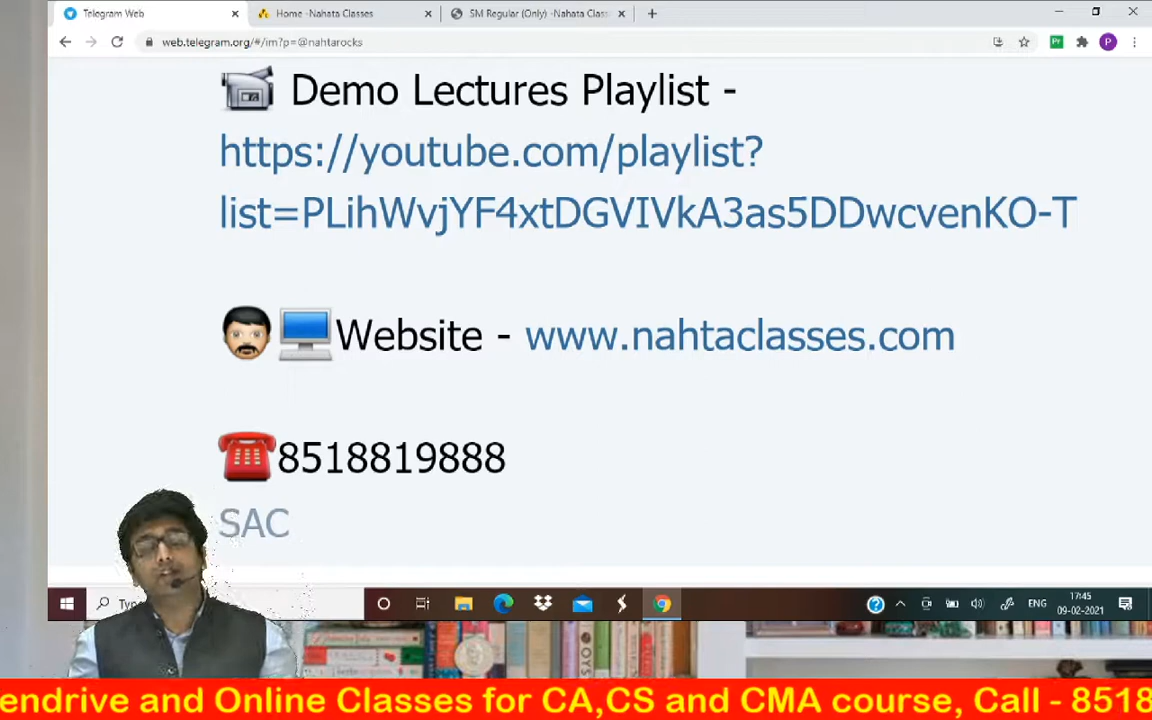 Telegram Web
Home -Nahata Classes
SM Regular (Only) -Nahata Class
web.telegram.org/#/im?p=@nahtarocks
Demo Lectures Playlist -
https://youtube.com/playlist?
list=PLihWvjYF4xtDGVIVkA3as5DDwcvenKO-T
Website - www.nahtaclasses.com
8518819888
SAC
ENG
17:45
09-02-2021
endrive and Online Classes for CA,CS and CMA course, Call - 8518